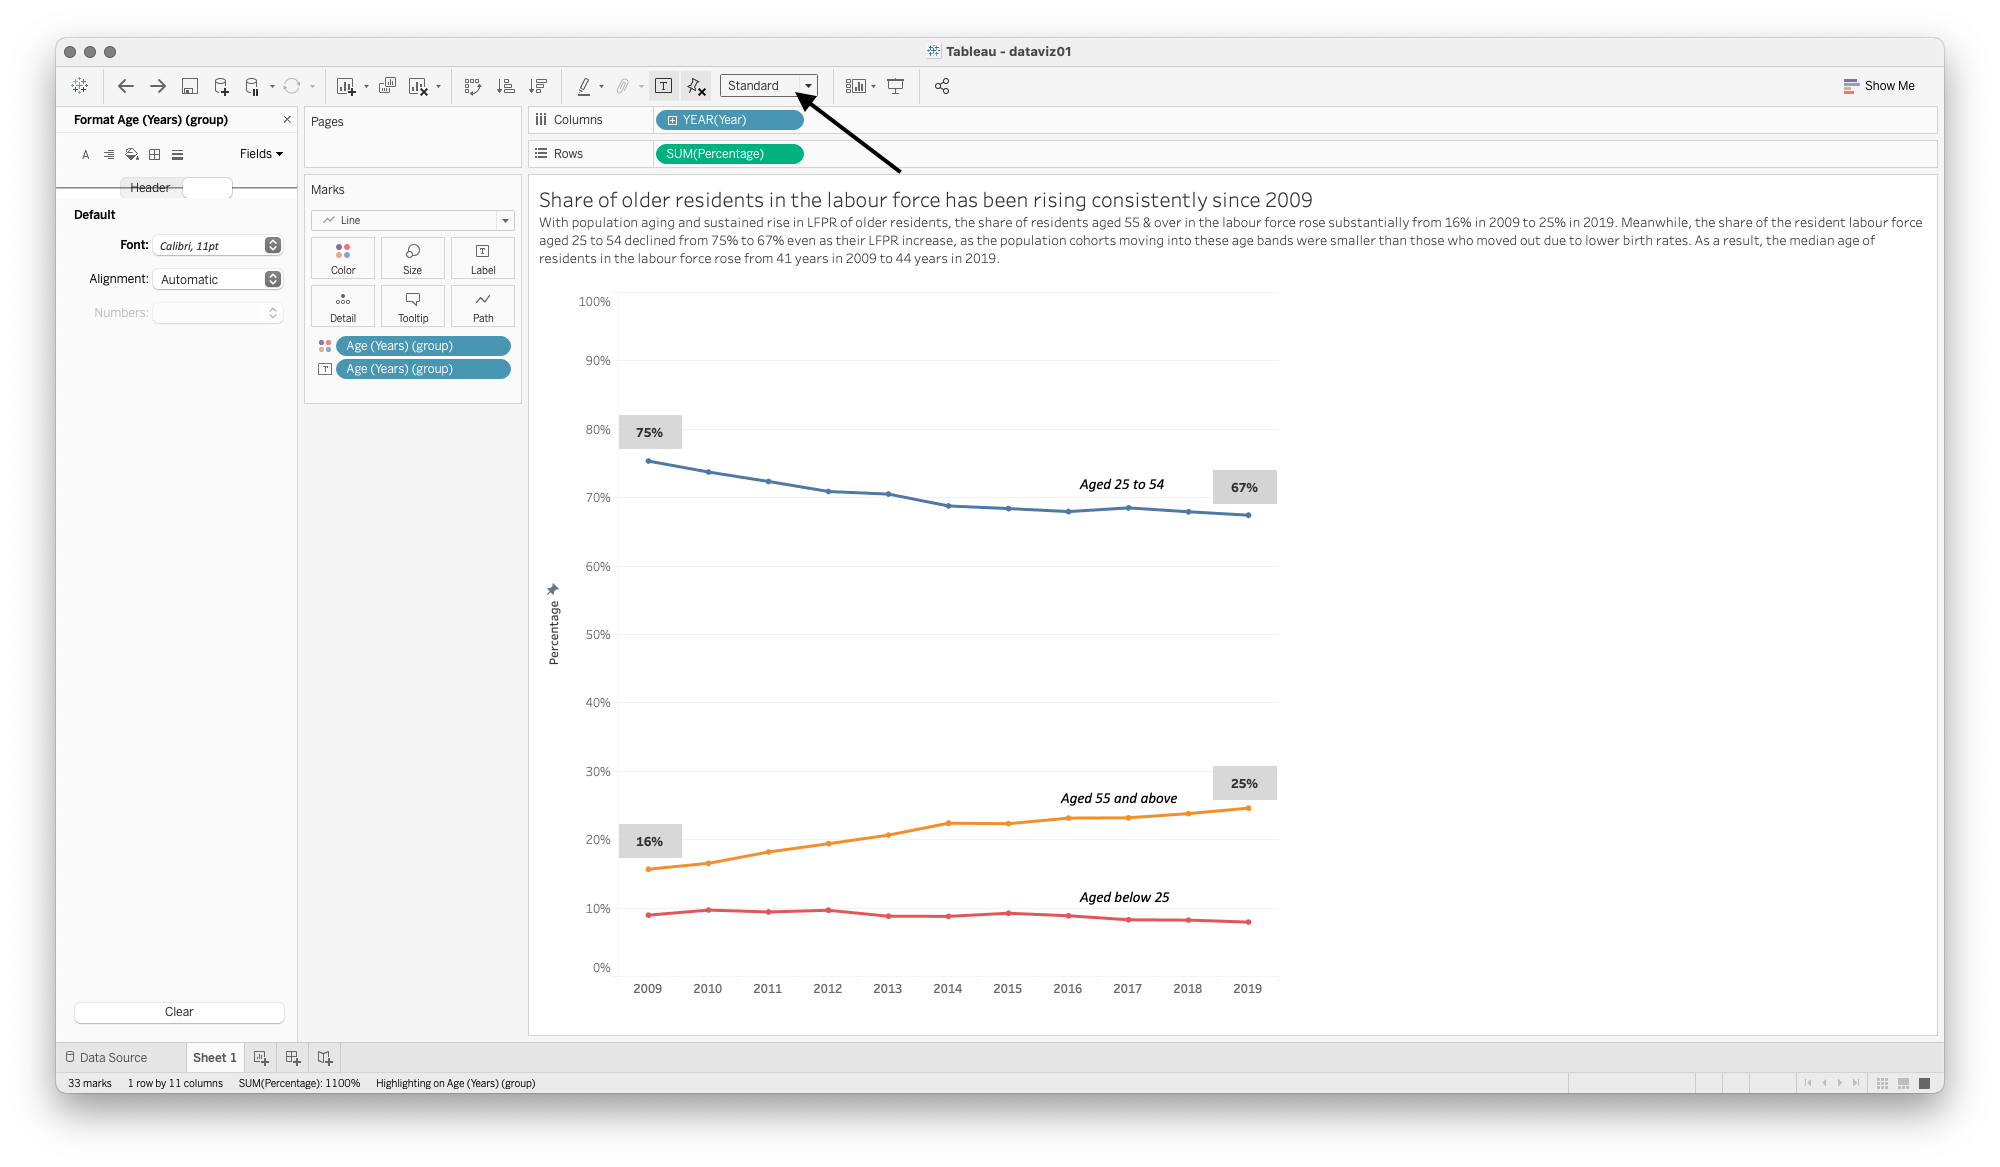 Tableau - dataviz01
Standard
Show Me
Format Age (Years) (group)
Fields
Header
Default
Font: Calibri, 11pt
Alignment: Automatic
Numbers:
Clear
Pages
Marks
Line
Color Size Label
Detail Tooltip Path
Age (Years) (group)
T Age (Years) (group)
Columns YEAR(Year)
Rows SUM(Percentage)
Share of older residents in the labour force has been rising consistently since 2009
With population aging and sustained rise in LFPR of older residents, the share of residents aged 55 & over in the labour force rose substantially from 16% in 2009 to 25% in 2019. Meanwhile, the share of the resident labour force
aged 25 to 54 declined from 75% to 67% even as their LFPR increase, as the population cohorts moving into these age bands were smaller than those who moved out due to lower birth rates. As a result, the median age of
residents in the labour force rose from 41 years in 2009 to 44 years in 2019.
100%
90%
80%
70%
60%
50%
40%
30%
20%
10%
0%
Percentage
75%
Aged 25 to 54
67%
25%
Aged 55 and above
16%
Aged below 25
2009 2010 2011 2012 2013 2014 2015 2016 2017 2018 2019
Data Source Sheet 1
33 marks 1 row by 11 columns SUM(Percentage): 1100% Highlighting on Age (Years) (group)